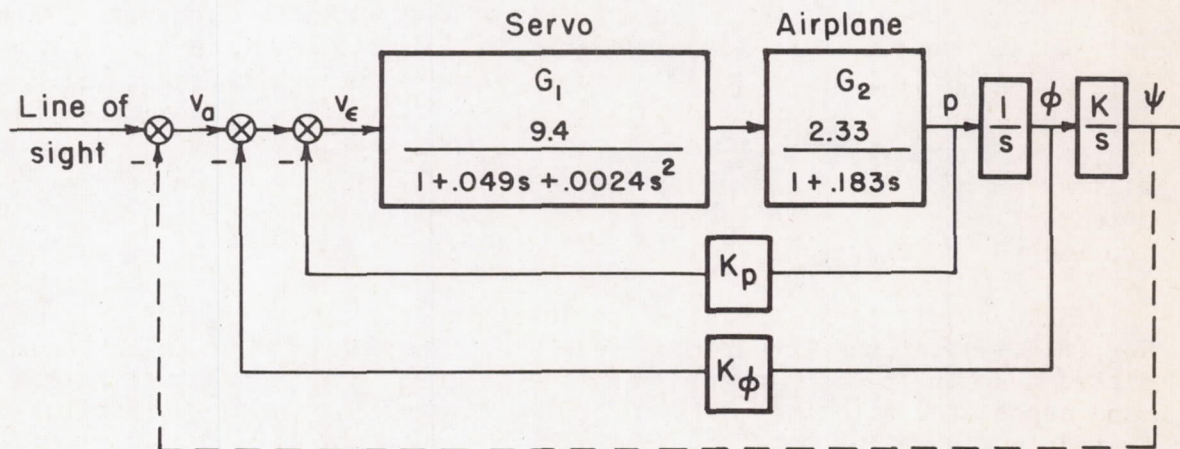 Servo
Airplane
Line of
sight
Va
Vϵ
G1
9.4
1+.049s +.0024s²
G2
2.33
1+.183s
p
1
s
ϕ
K
s
ψ
-
-
-
Kp
Kϕ